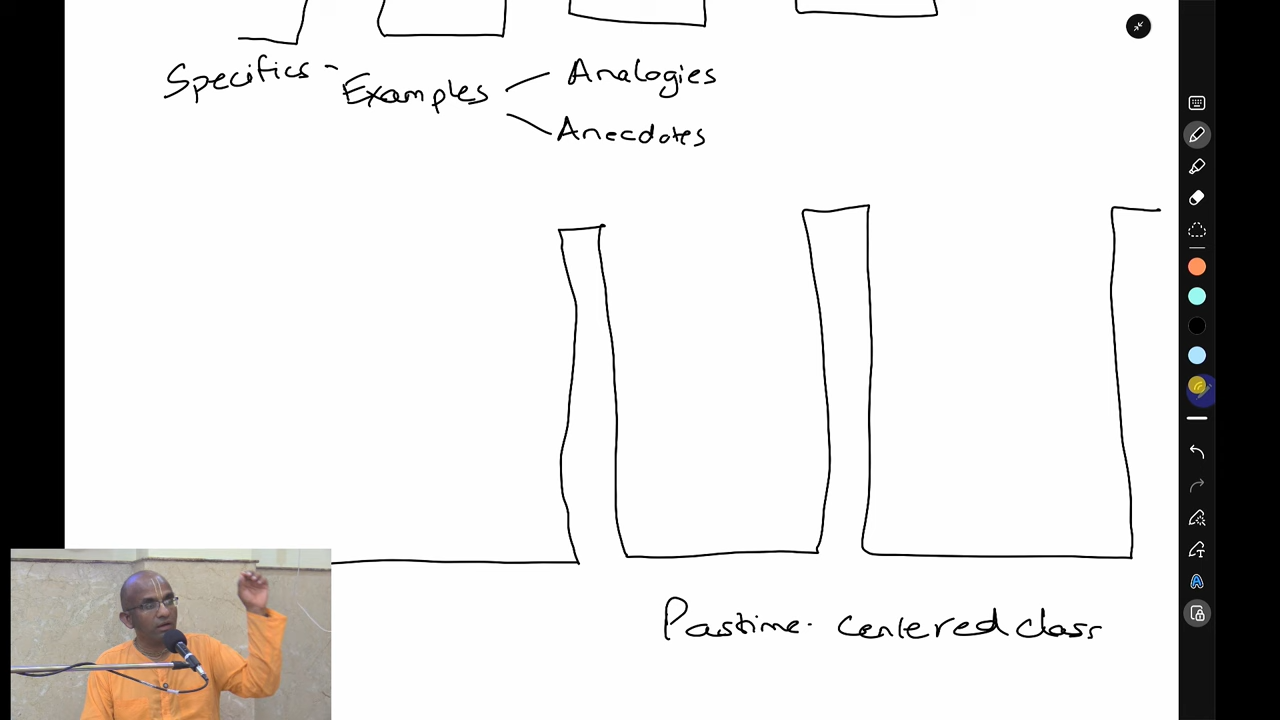 Specifics - Examples
Analogies
Anecdotes
Pastime. centered class